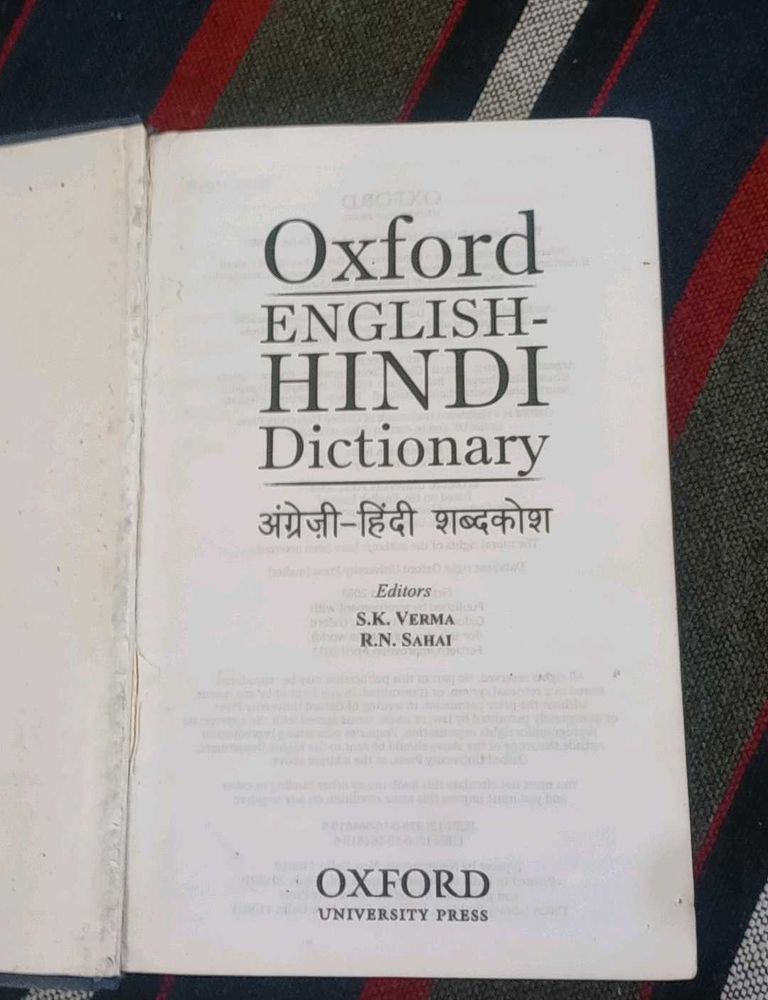 Oxford
ENGLISH-
HINDI
Dictionary
अंग्रेज़ी-हिंदी शब्दकोश
Editors
S.K. VERMA
R.N. SAHAI
OXFORD
UNIVERSITY PRESS